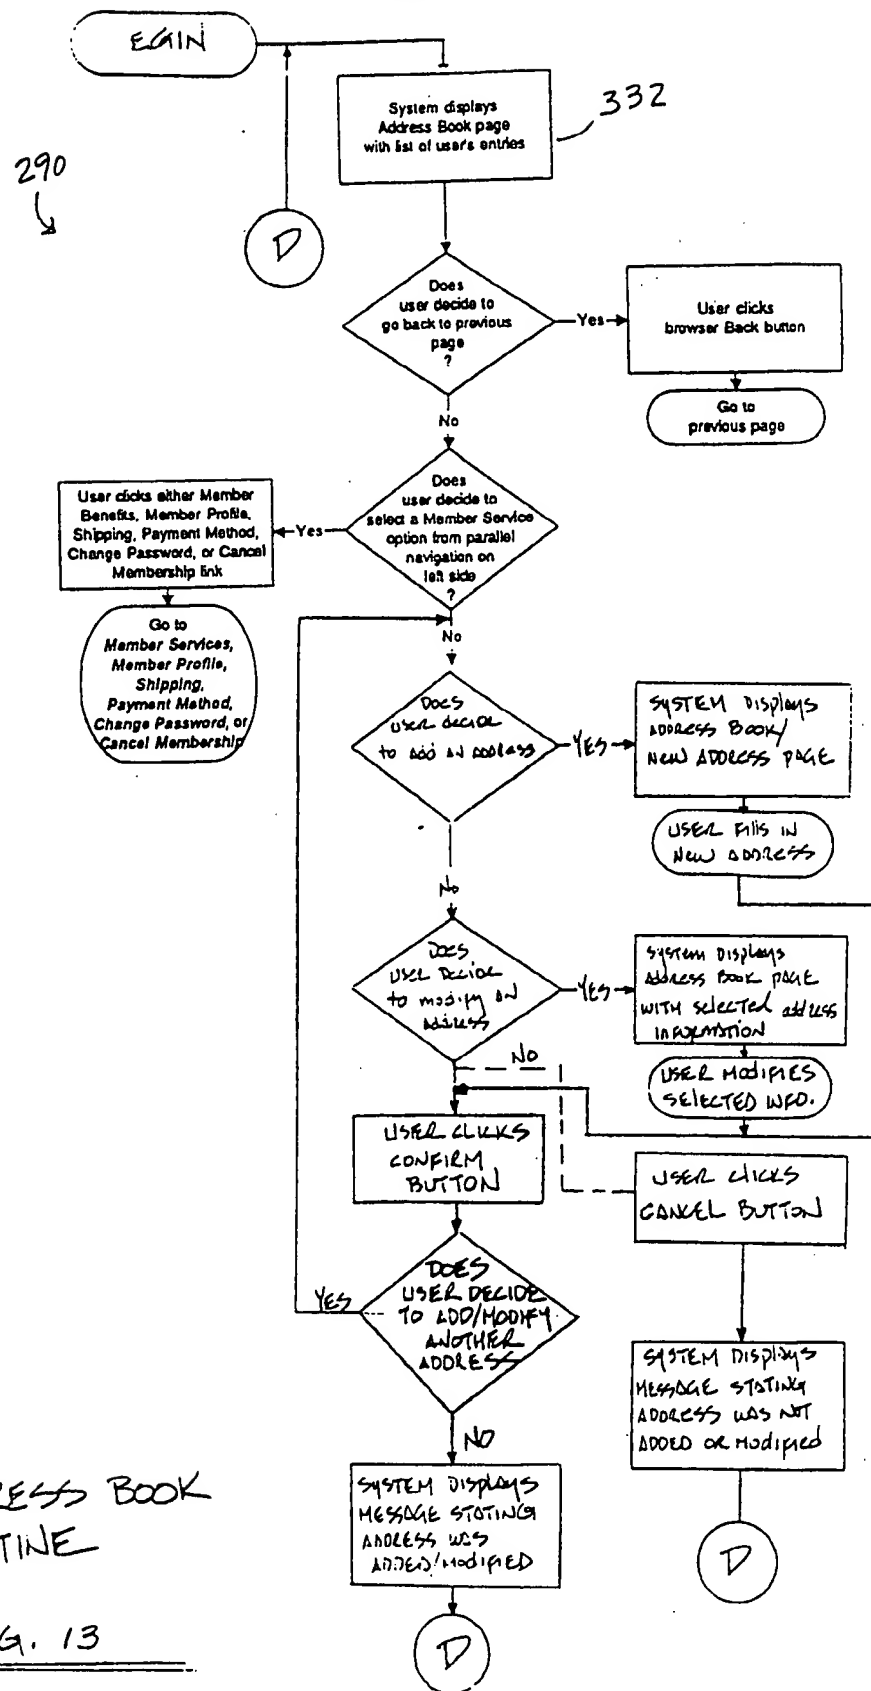 EGIN
System displays
Address Book page
with list of user's entries
332
290
D
Does
user decide to
go back to previous
page
?
Yes
User clicks
browser Back button
Go to
previous page
No
Does
user decide to
select a Member Service
option from parallel
navigation on
left side
?
Yes
User clicks either Member
Benefits, Member Profile,
Shipping, Payment Method,
Change Password, or Cancel
Membership link
Go to
Member Services,
Member Profile,
Shipping,
Payment Method,
Change Password, or
Cancel Membership
No
DOES
USER DECIDE
to ADD AN ADDRESS
YES
SYSTEM Displays
ADDRESS BOOK/
NEW ADDRESS PAGE
USER FILLS IN
NEW ADDRESS
No
DOES
USER DECIDE
to modify AN
ADDRESS
YES
SYSTEM Displays
ADDRESS BOOK PAGE
WITH SELECTED address
INFORMATION
USER MODIFIES
SELECTED INFO.
NO
USER CLICKS
CONFIRM
BUTTON
USER CLICKS
CANCEL BUTTON
DOES
USER DECIDE
TO ADD/MODIFY
ANOTHER
ADDRESS
YES
NO
SYSTEM Displays
MESSAGE STATING
ADDRESS WAS NOT
ADDED OR Modified
D
SYSTEM Displays
MESSAGE STATING
ADDRESS WAS
ADDED/MODIFIED
D
RESS BOOK
TINE
G. 13